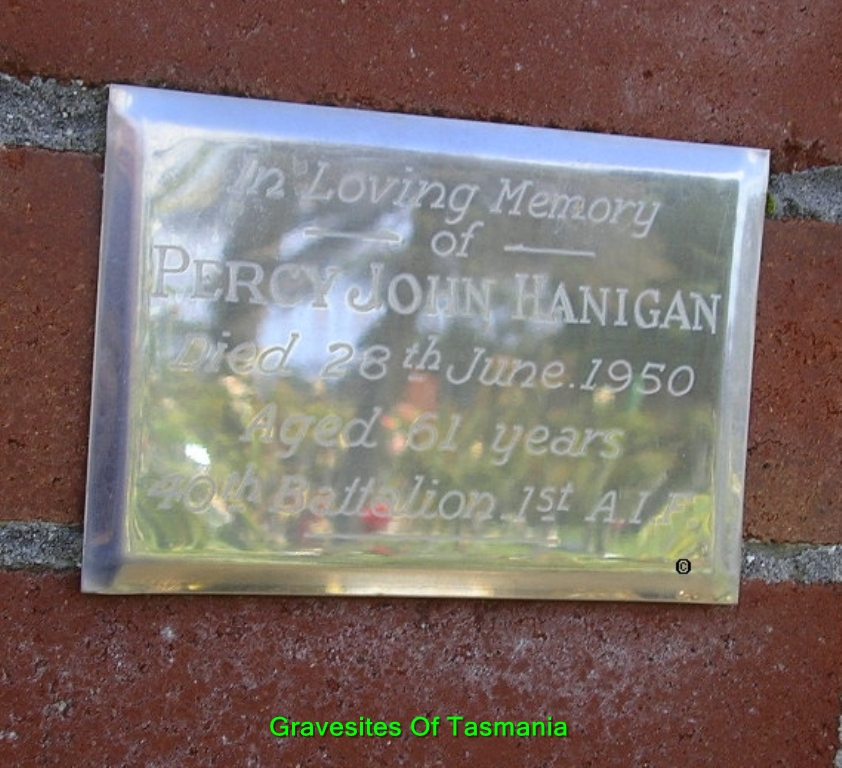 In Loving Memory
of
PERCY JOHN HANIGAN
Died 28th June. 1950
Aged 61 years
40th Battalion. 1st A.I.F.
©
Gravesites Of Tasmania